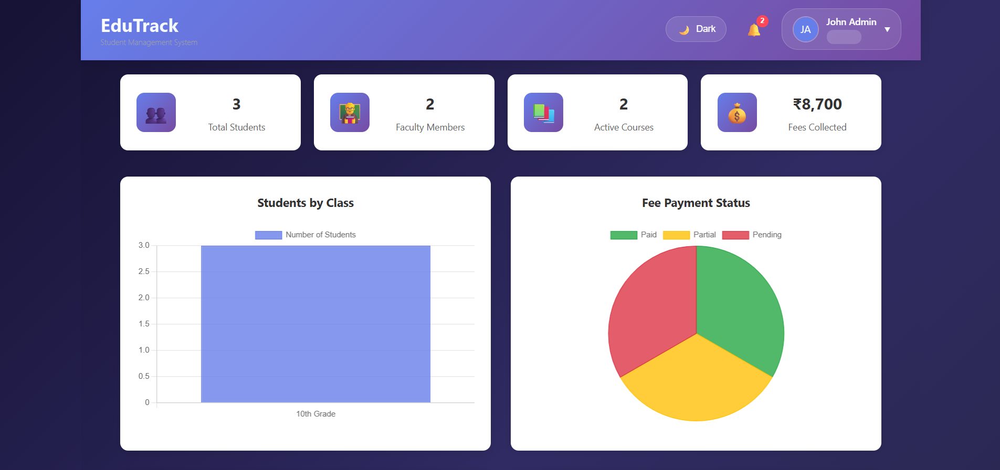 EduTrack
Student Management System
Dark
2
JA
John Admin
3
Total Students
2
Faculty Members
2
Active Courses
₹8,700
Fees Collected
Students by Class
Number of Students
3.0
2.5
2.0
1.5
1.0
0.5
0
10th Grade
Fee Payment Status
Paid Partial Pending